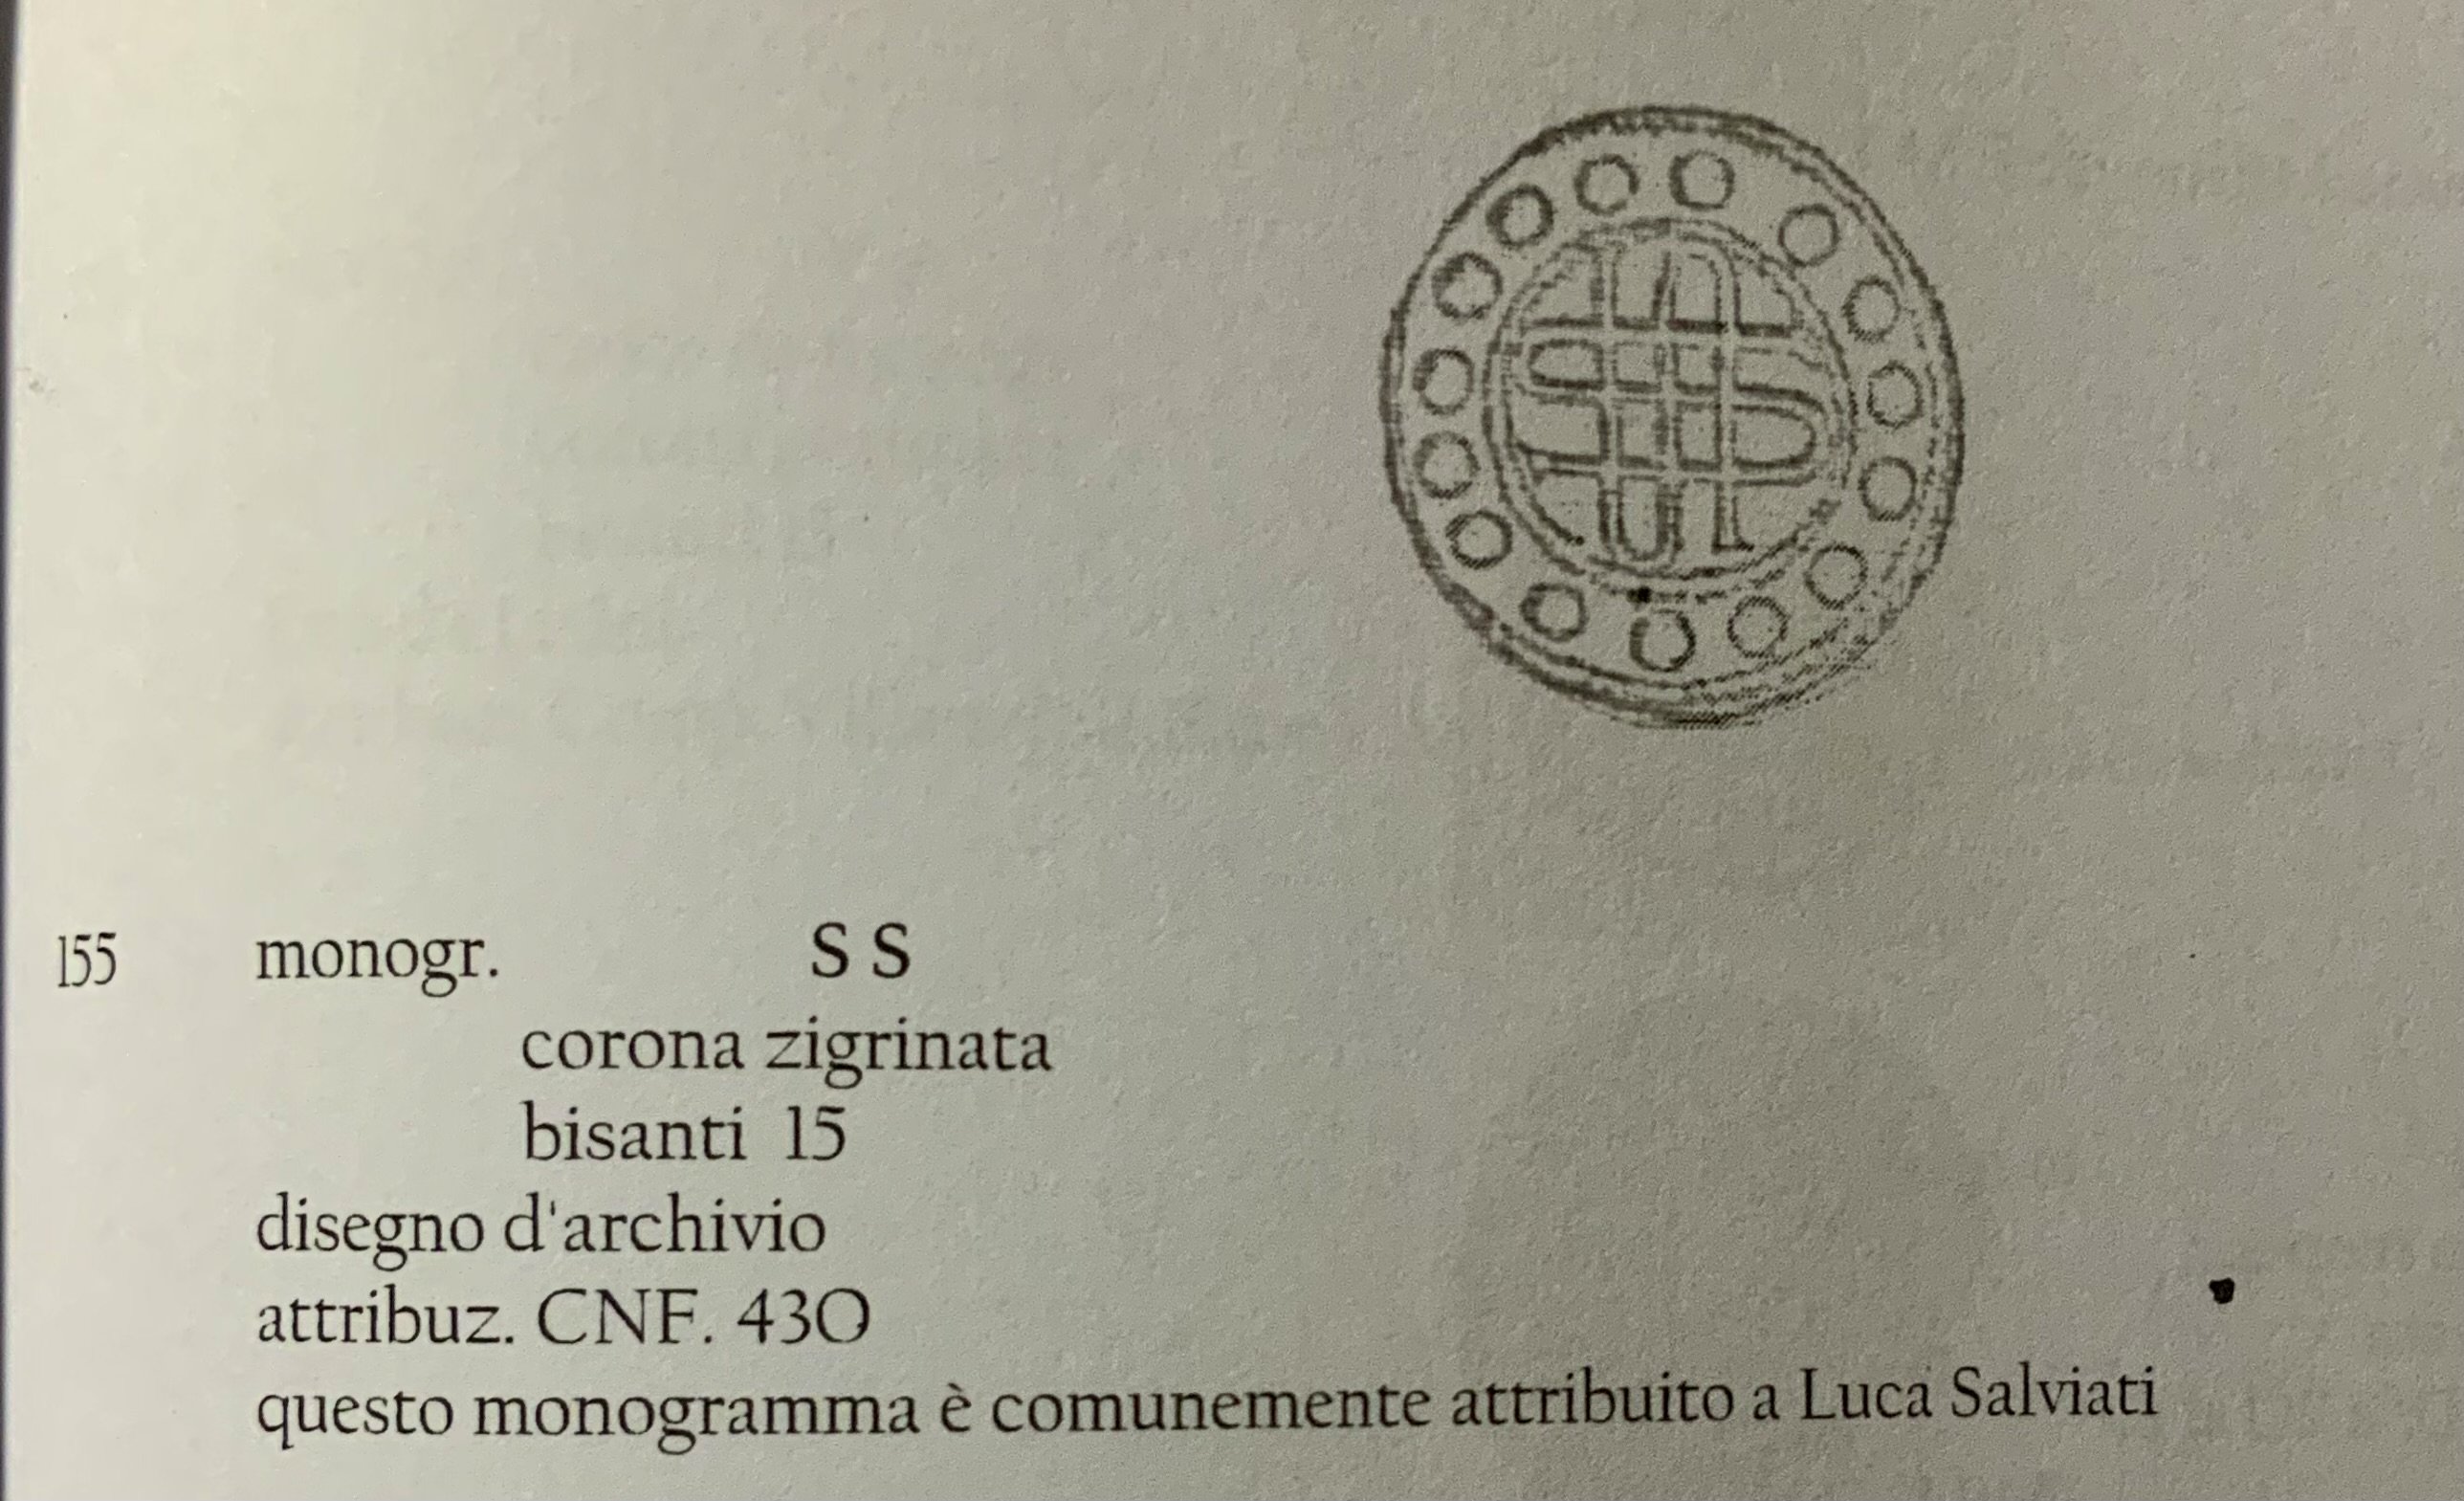 155 monogr. S S
corona zigrinata
bisanti 15
disegno d'archivio
attribuz. CNF. 430
questo monogramma è comunemente attribuito a Luca Salviati